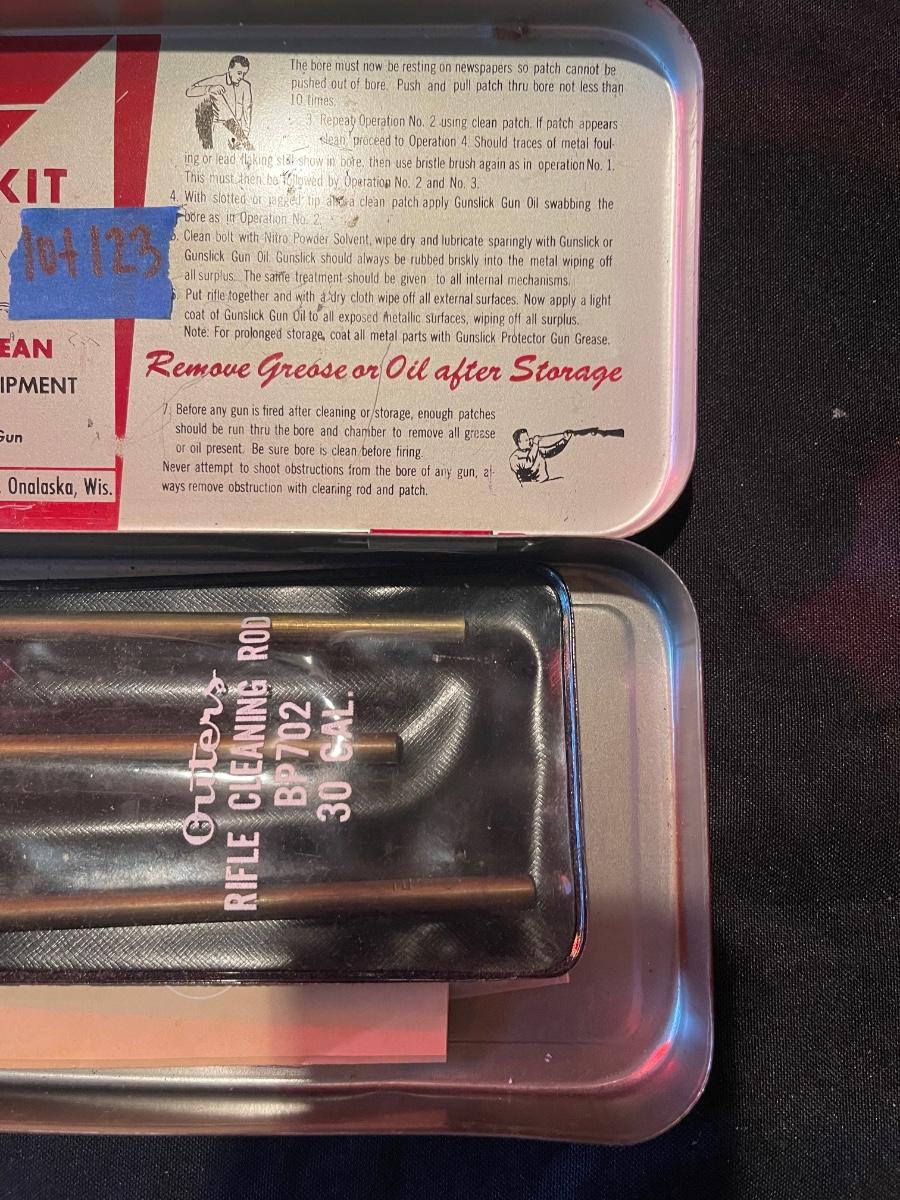 The bore must now be resting on newspapers so patch cannot be
pushed out of bore. Push and pull patch thru bore not less than
10 times.
3. Repeat Operation No. 2 using clean patch. If patch appears
clean, proceed to Operation 4. Should traces of metal foul-
ing or lead flaking still show in bore, then use bristle brush again as in operation No. 1.
This must then be followed by Operation No. 2 and No. 3.
4. With slotted or jagged tip and a clean patch apply Gunslick Gun Oil swabbing the
bore as in Operation No. 2.
5. Clean bolt with Nitro Powder Solvent, wipe dry and lubricate sparingly with Gunslick or
Gunslick Gun Oil. Gunslick should always be rubbed briskly into the metal wiping off
all surplus. The same treatment should be given to all internal mechanisms.
Put rifle together and with a dry cloth wipe off all external surfaces. Now apply a light
coat of Gunslick Gun Oil to all exposed metallic surfaces, wiping off all surplus.
Note: For prolonged storage, coat all metal parts with Gunslick Protector Gun Grease.
Remove Grease or Oil after Storage
7. Before any gun is fired after cleaning or storage, enough patches
should be run thru the bore and chamber to remove all grease
or oil present. Be sure bore is clean before firing.
Never attempt to shoot obstructions from the bore of any gun, al-
ways remove obstruction with cleaning rod and patch.
KIT
lot 123
EAN
IPMENT
Gun
. Onalaska, Wis.
Outers
RIFLE CLEANING ROD
BP702
30 CAL.